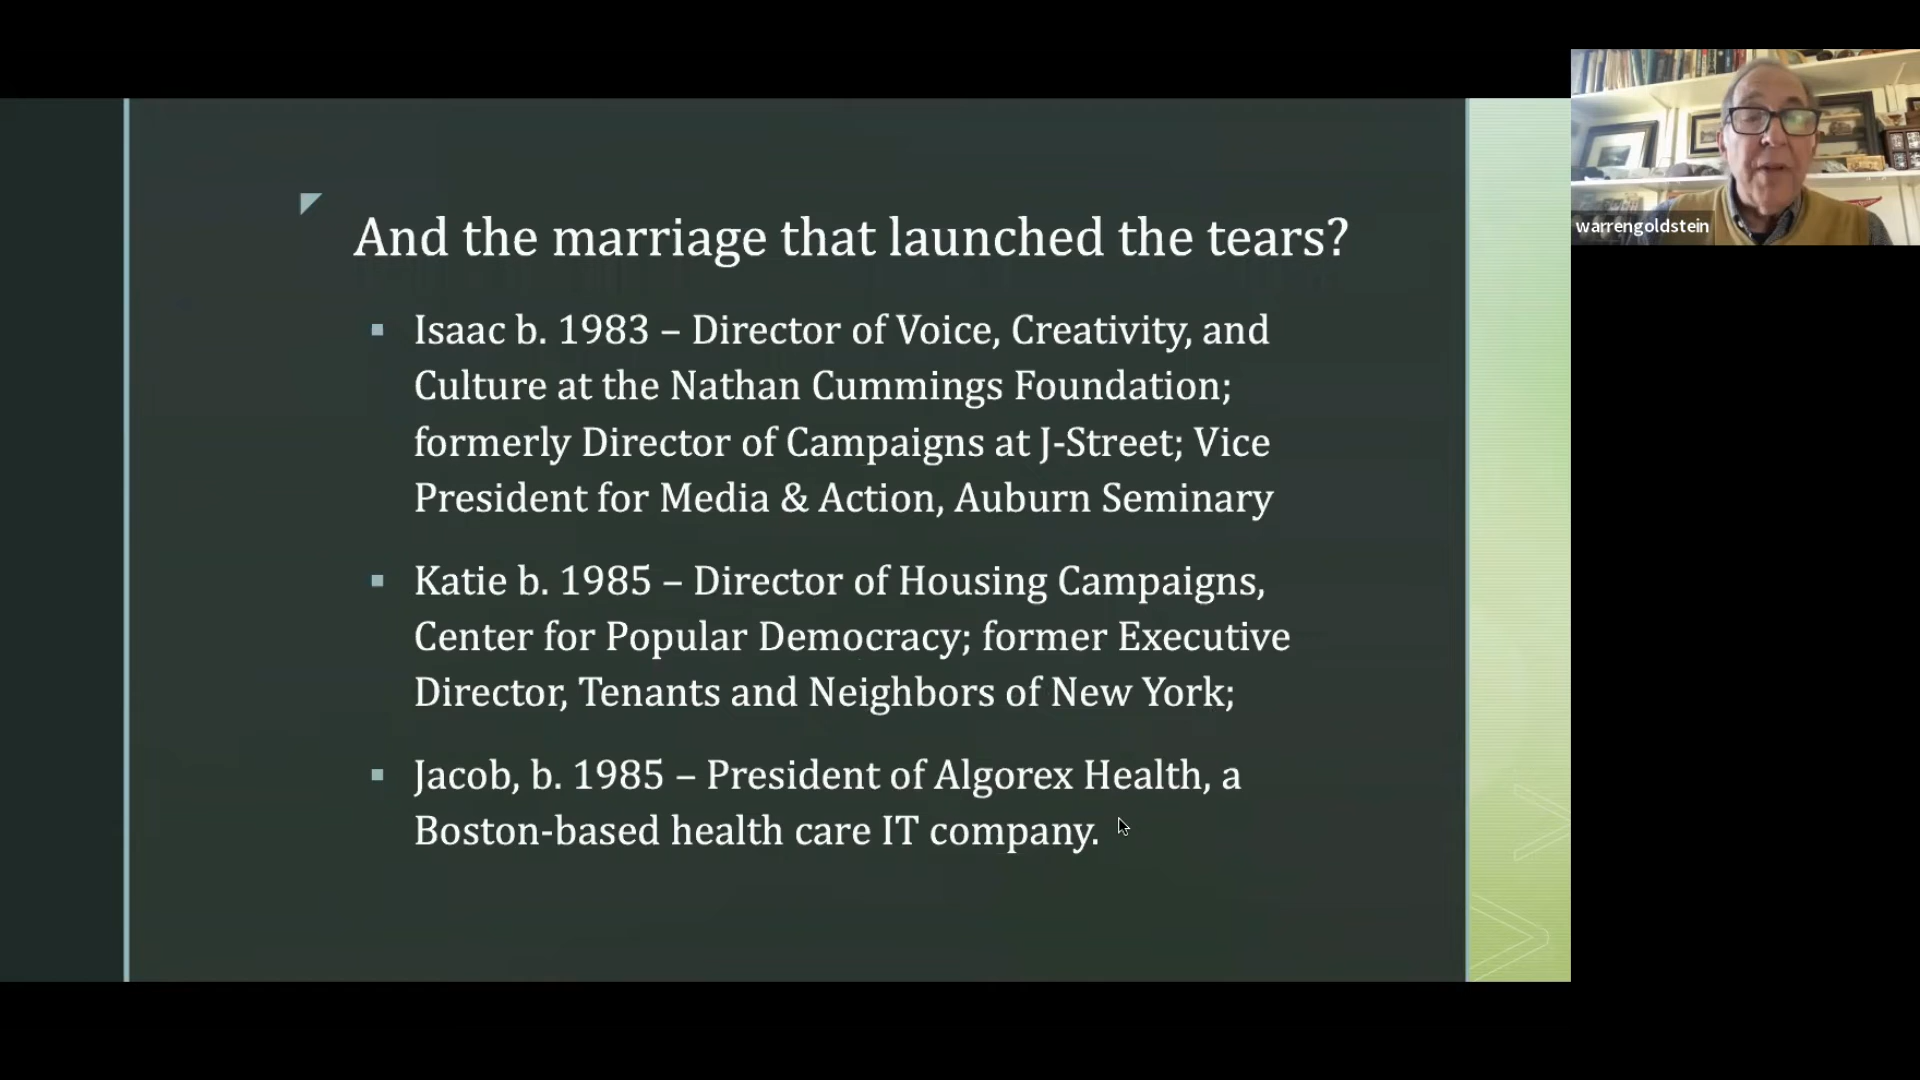 And the marriage that launched the tears?
Isaac b. 1983 – Director of Voice, Creativity, and
Culture at the Nathan Cummings Foundation;
formerly Director of Campaigns at J-Street; Vice
President for Media & Action, Auburn Seminary
Katie b. 1985 – Director of Housing Campaigns,
Center for Popular Democracy; former Executive
Director, Tenants and Neighbors of New York;
Jacob, b. 1985 – President of Algorex Health, a
Boston-based health care IT company.
warrengoldstein